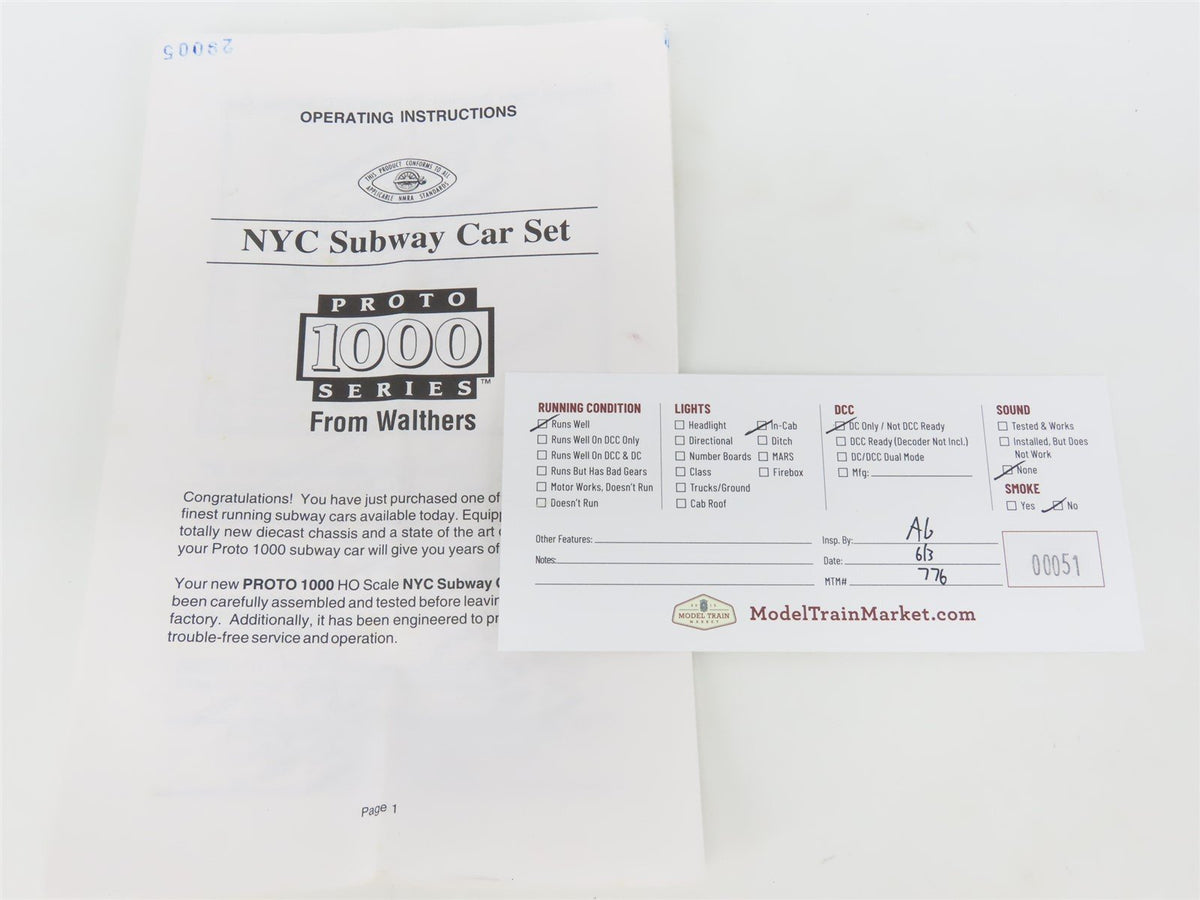 29005
OPERATING INSTRUCTIONS
THIS PRODUCT CONFORMS TO ALL
APPLICABLE NMRA STANDARDS
NYC Subway Car Set
PROTO
1000
SERIES™
From Walthers
Congratulations! You have just purchased one of
finest running subway cars available today. Equipp
totally new diecast chassis and a state of the art
your Proto 1000 subway car will give you years of
Your new PROTO 1000 HO Scale NYC Subway C
been carefully assembled and tested before leavin
factory. Additionally, it has been engineered to pr
trouble-free service and operation.
Page 1
RUNNING CONDITION
Runs Well
Runs Well On DCC Only
Runs Well On DCC & DC
Runs But Has Bad Gears
Motor Works, Doesn't Run
Doesn't Run
LIGHTS
Headlight In-Cab
Directional Ditch
Number Boards MARS
Class Firebox
Trucks/Ground
Cab Roof
DCC
DC Only / Not DCC Ready
DCC Ready (Decoder Not Incl.)
DC/DCC Dual Mode
Mfg:
SOUND
Tested & Works
Installed, But Does
Not Work
None
SMOKE
Yes No
Other Features:
Notes:
Insp. By: AG
Date: 6/3
MTM# 776
00051
MODEL TRAIN
MARKET
ModelTrainMarket.com